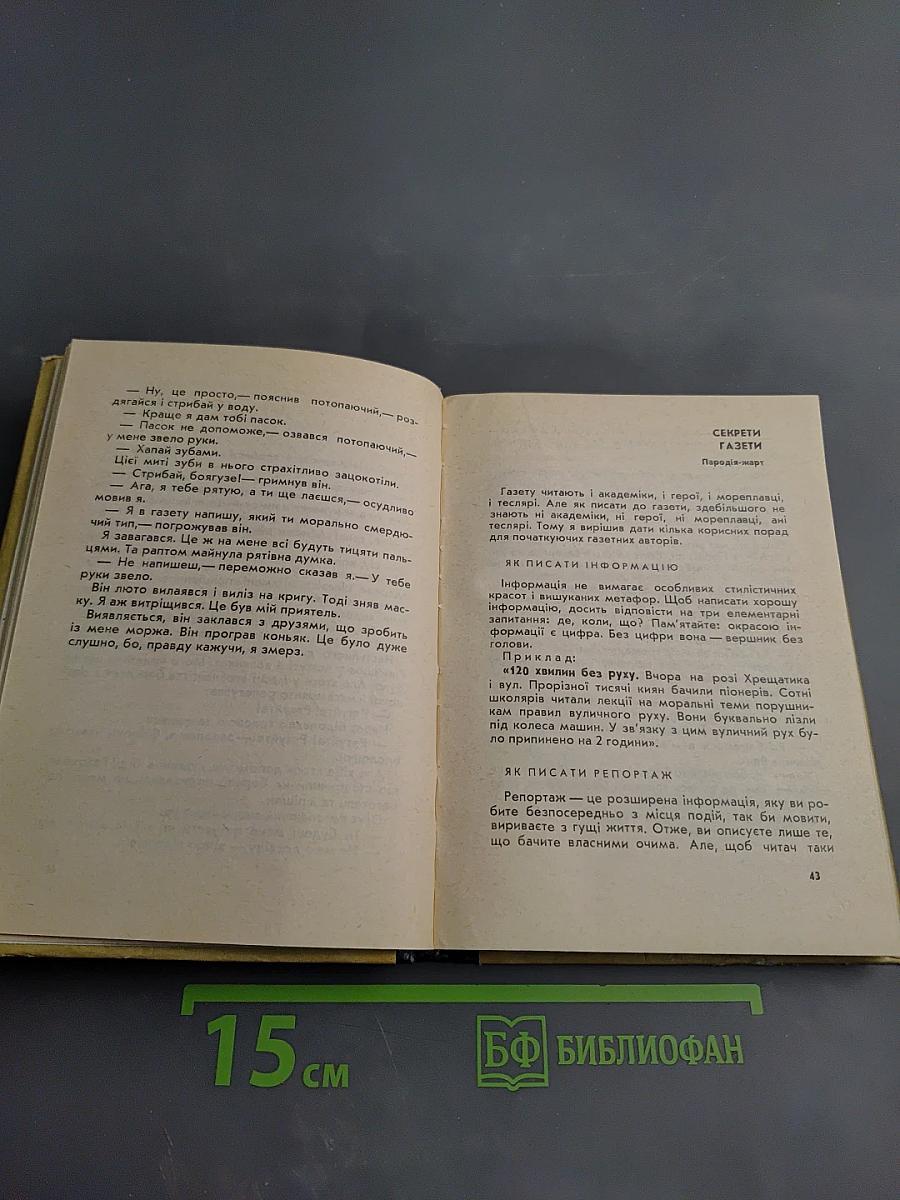 — Ну, це просто,— пояснив потопаючий,— роз-
дягайся і стрибай у воду.
— Краще я дам тобі пасок.
— Пасок не допоможе,— озвався потопаючий,—
у мене звело руки.
— Хапай зубами.
Цієї миті зуби в нього страхітливо зацокотіли.
— Стрибай, боягузе!— гримнув він.
— Ага, я тебе рятую, а ти ще лаєшся,— осудливо
мовив я.
— Я в газету напишу, який ти морально смердю-
чий тип,— погрожував він.
Я завагався. Це ж на мене всі будуть тицяти паль-
цями. Та раптом майнула рятівна думка.
— Не напишеш,— переможно сказав я.— У тебе
руки звело.
Він люто вилаявся і виліз на кригу. Тоді зняв мас-
ку. Я аж витріщився. Це був мій приятель.
Виявляється, він заклався з друзями, що зробить
із мене моржа. Він програв коньяк. Це було дуже
слушно, бо, правду кажучи, я змерз.
СЕКРЕТИ
ГАЗЕТИ
Пародія-жарт
Газету читають і академіки, і герої, і мореплавці,
і теслярі. Але як писати до газети, здебільшого не
знають ні академіки, ні герої, ні мореплавці, ані
теслярі. Тому я вирішив дати кілька корисних порад
для початкуючих газетних авторів.
ЯК ПИСАТИ ІНФОРМАЦІЮ
Інформація не вимагає особливих стилістичних
красот і вишуканих метафор. Щоб написати хорошу
інформацію, досить відповісти на три елементарні
запитання: де, коли, що? Пам'ятайте: окрасою ін-
формації є цифра. Без цифри вона — вершник без
голови.
Приклад:
«120 хвилин без руху. Вчора на розі Хрещатика
і вул. Прорізної тисячі киян бачили піонерів. Сотні
школярів читали лекції на моральні теми порушни-
кам правил вуличного руху. Вони буквально лізли
під колеса машин. У зв'язку з цим вуличний рух бу-
ло припинено на 2 години».
ЯК ПИСАТИ РЕПОРТАЖ
Репортаж — це розширена інформація, яку ви ро-
бите безпосередньо з місця подій, так би мовити,
вириваєте з гущі життя. Отже, ви описуєте лише те,
що бачите власними очима. Але, щоб читач таки
43
15 см
БФ БИБЛИОФАН